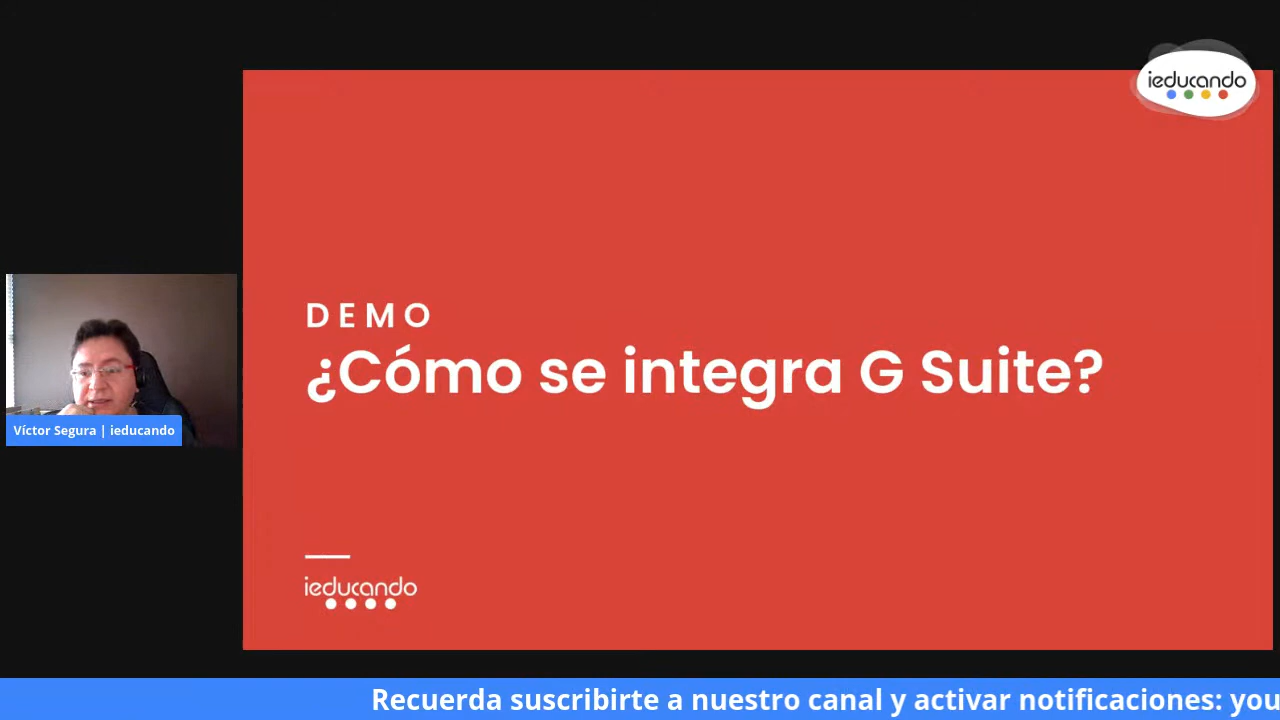 ieducando
DEMO
¿Cómo se integra G Suite?
Víctor Segura | ieducando
ieducando
Recuerda suscribirte a nuestro canal y activar notificaciones: you